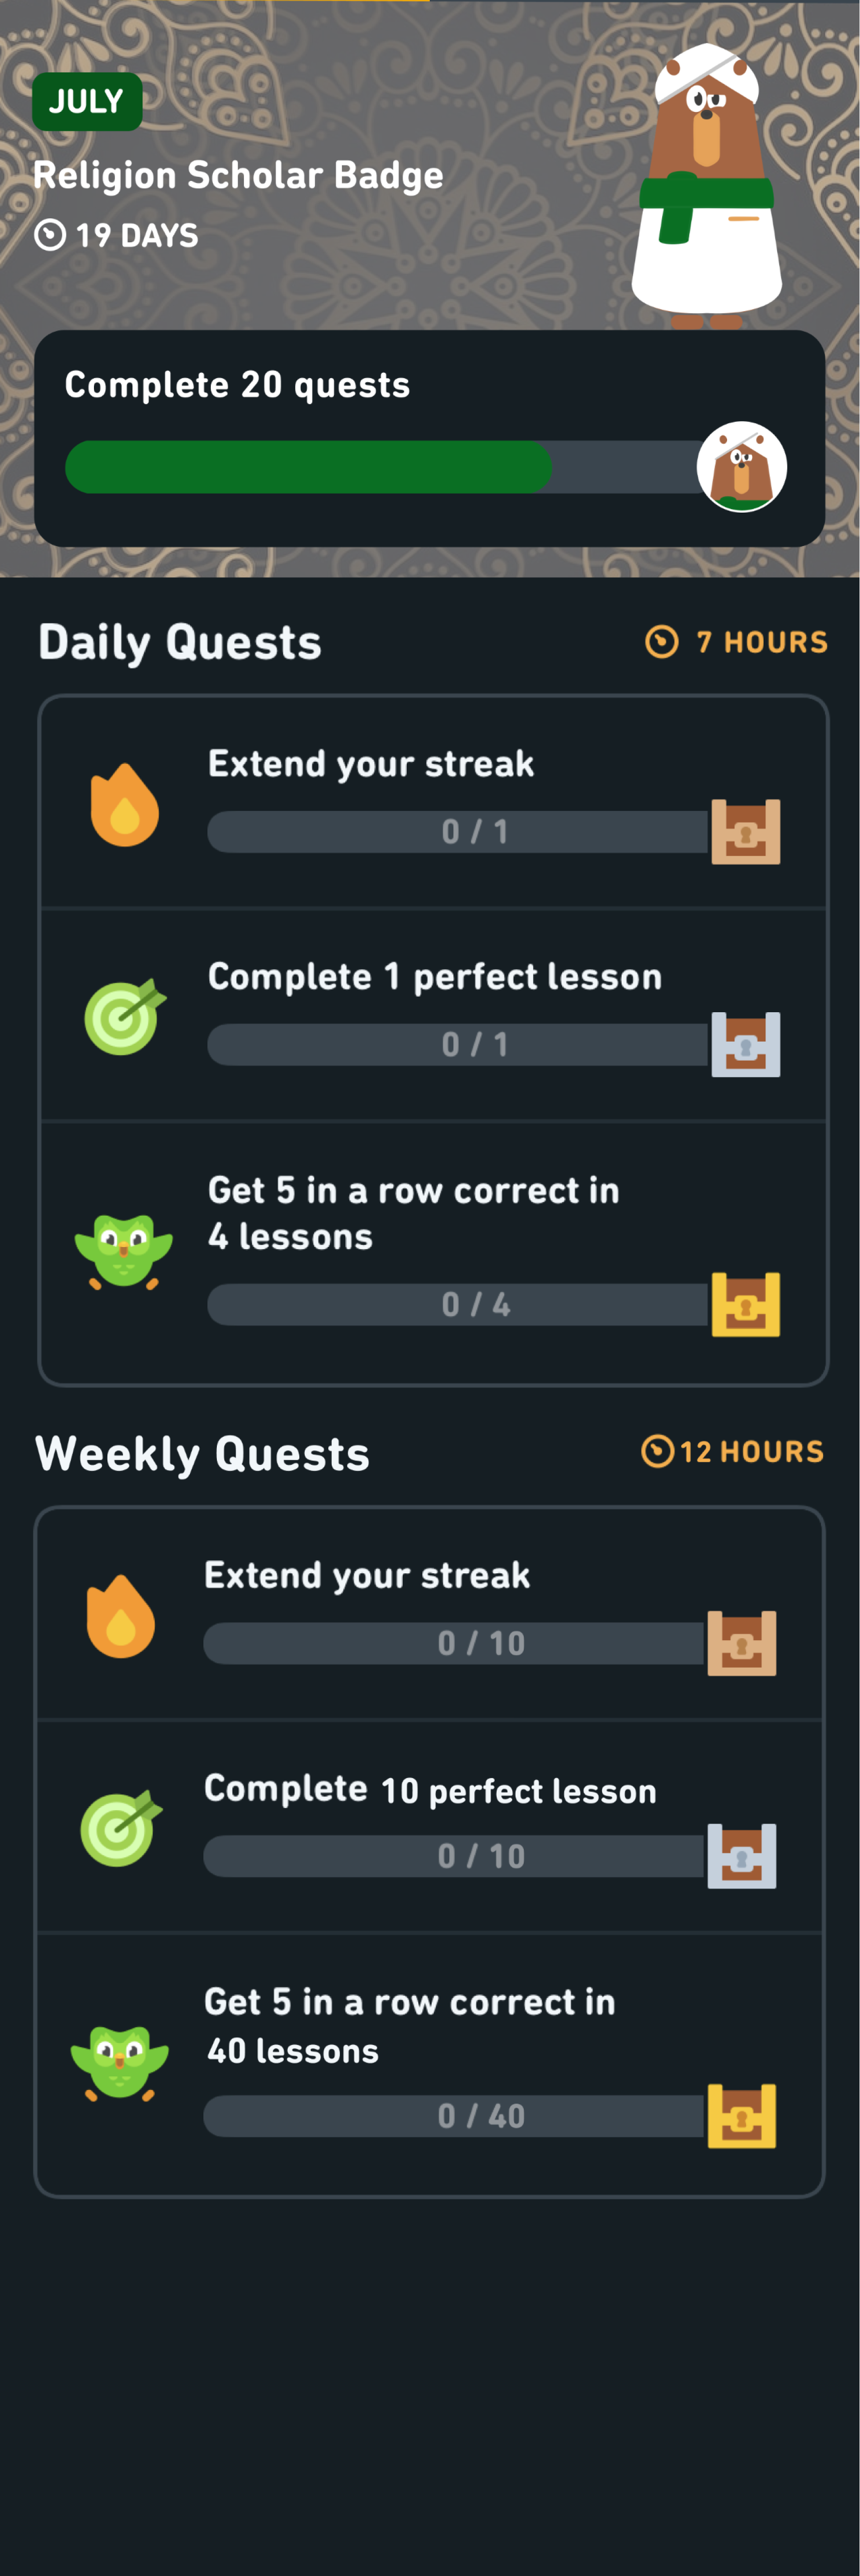 JULY
Religion Scholar Badge
19 DAYS
Complete 20 quests
Daily Quests
7 HOURS
Extend your streak
0 / 1
Complete 1 perfect lesson
0 / 1
Get 5 in a row correct in
4 lessons
0 / 4
Weekly Quests
12 HOURS
Extend your streak
0 / 10
Complete 10 perfect lesson
0 / 10
Get 5 in a row correct in
40 lessons
0 / 40